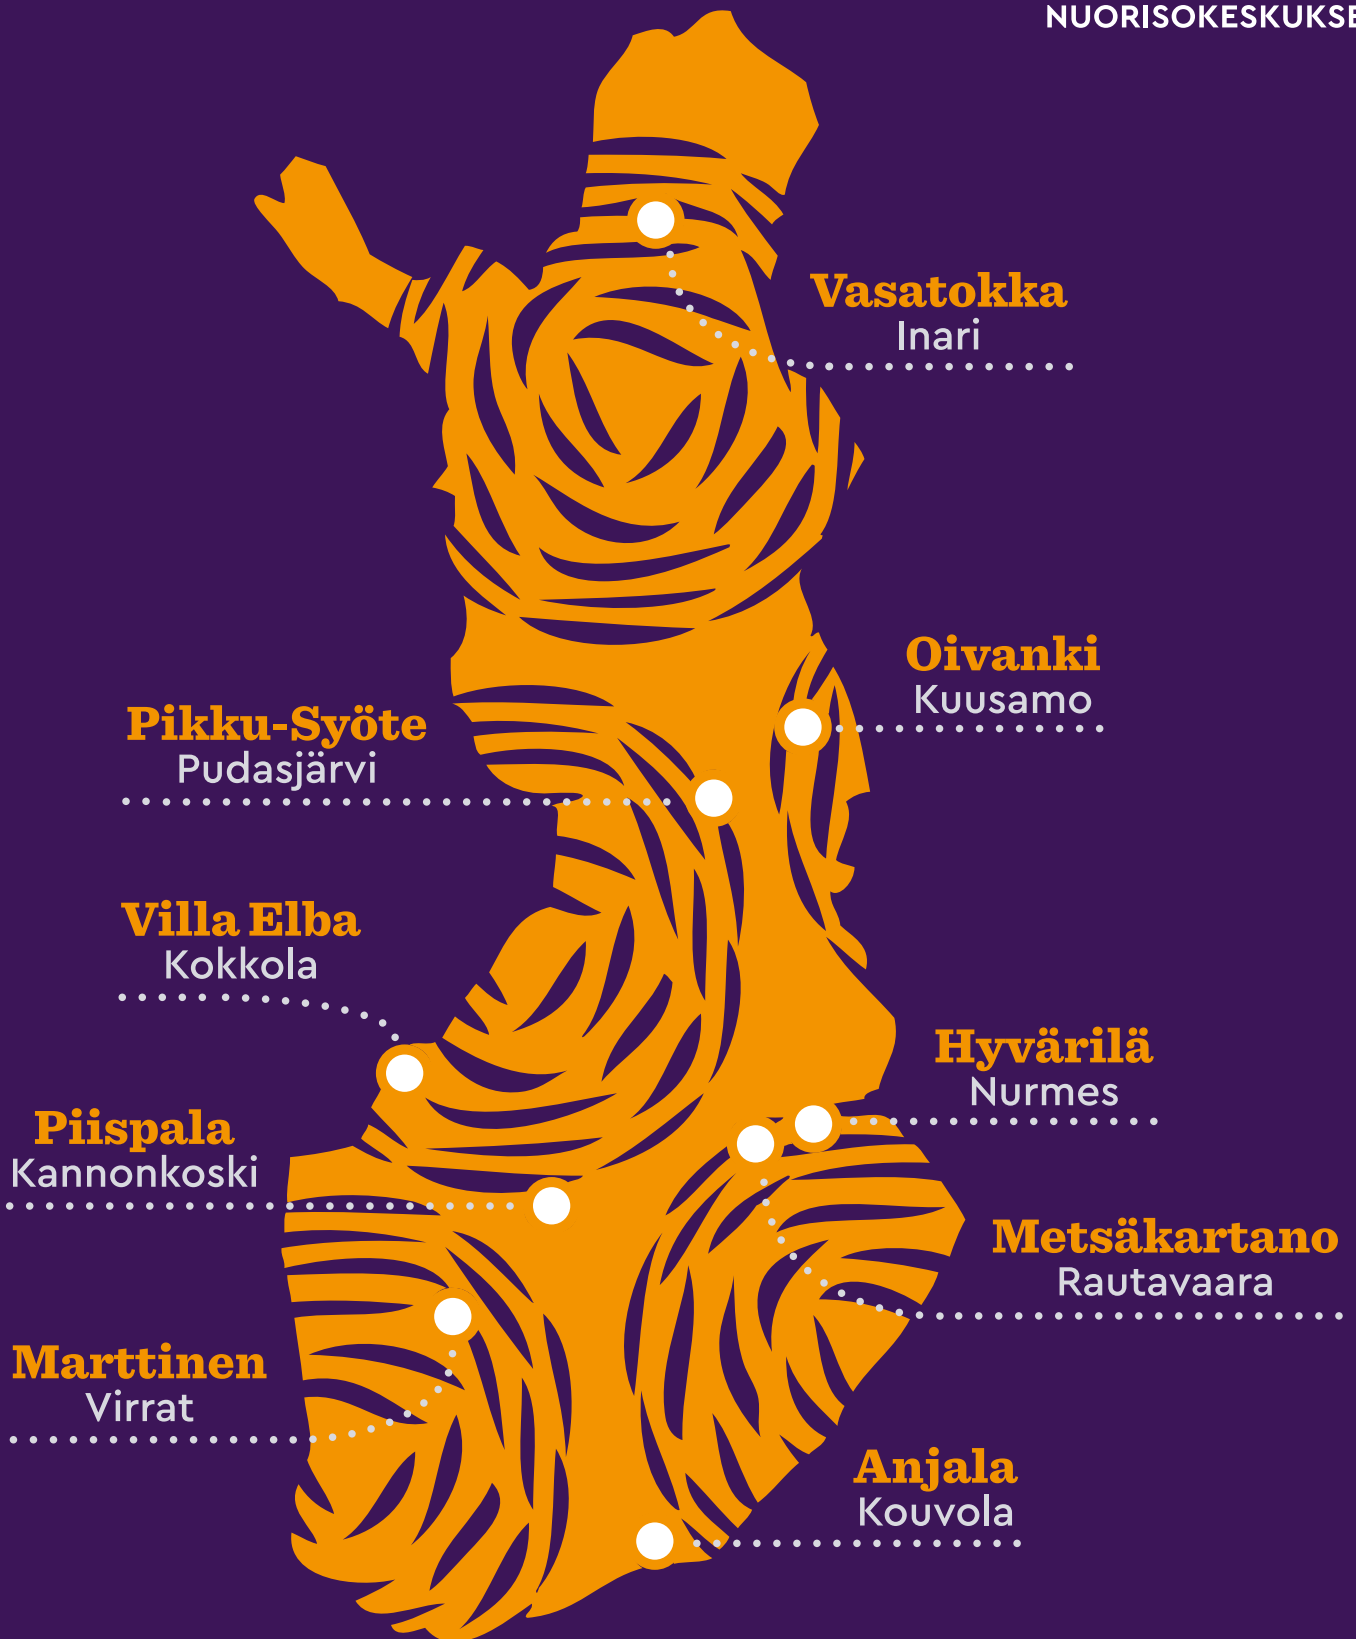 NUORISOKESKUKSE
Vasatokka
Inari
Oivanki
Kuusamo
Pikku-Syöte
Pudasjärvi
Villa Elba
Kokkola
Hyvärilä
Nurmes
Piispala
Kannonkoski
Metsäkartano
Rautavaara
Marttinen
Virrat
Anjala
Kouvola